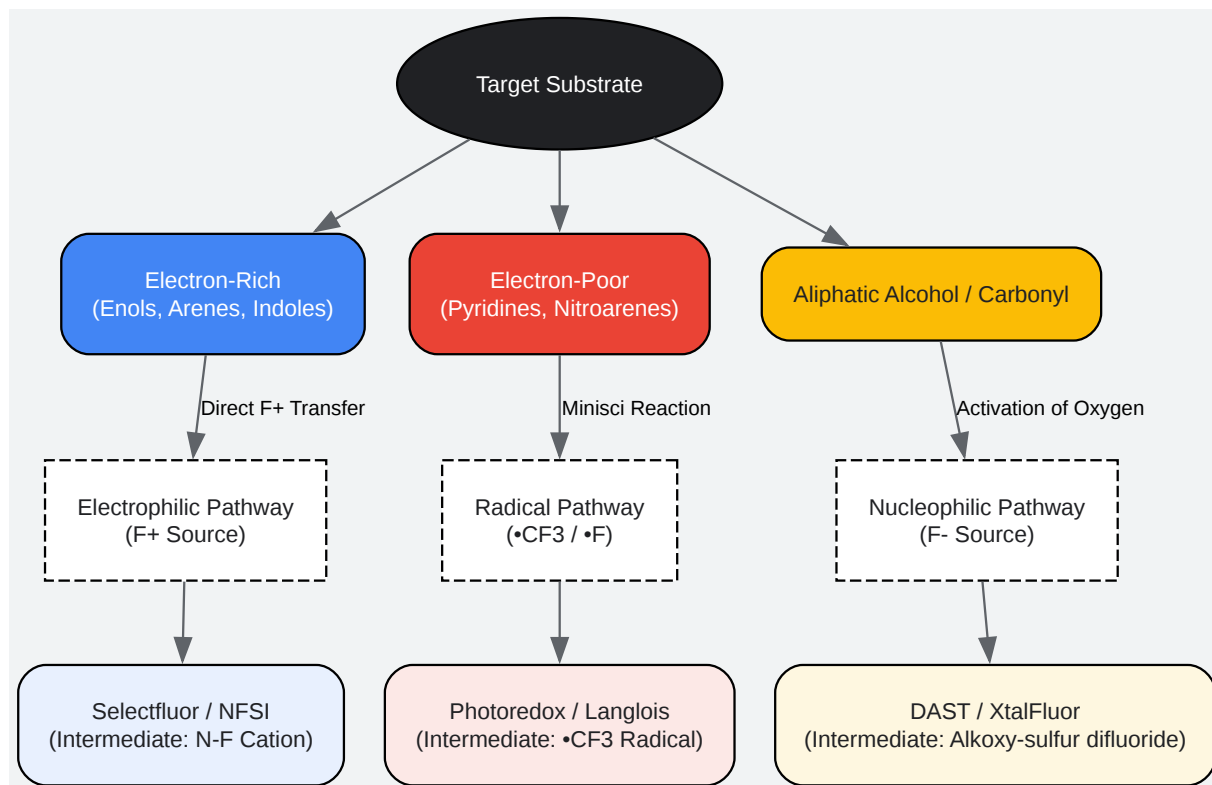 Target Substrate
Electron-Rich
(Enols, Arenes, Indoles)
Electron-Poor
(Pyridines, Nitroarenes)
Aliphatic Alcohol / Carbonyl
Direct F+ Transfer
Minisci Reaction
Activation of Oxygen
Electrophilic Pathway
(F+ Source)
Radical Pathway
(•CF3 / •F)
Nucleophilic Pathway
(F- Source)
Selectfluor / NFSI
(Intermediate: N-F Cation)
Photoredox / Langlois
(Intermediate: •CF3 Radical)
DAST / XtalFluor
(Intermediate: Alkoxy-sulfur difluoride)